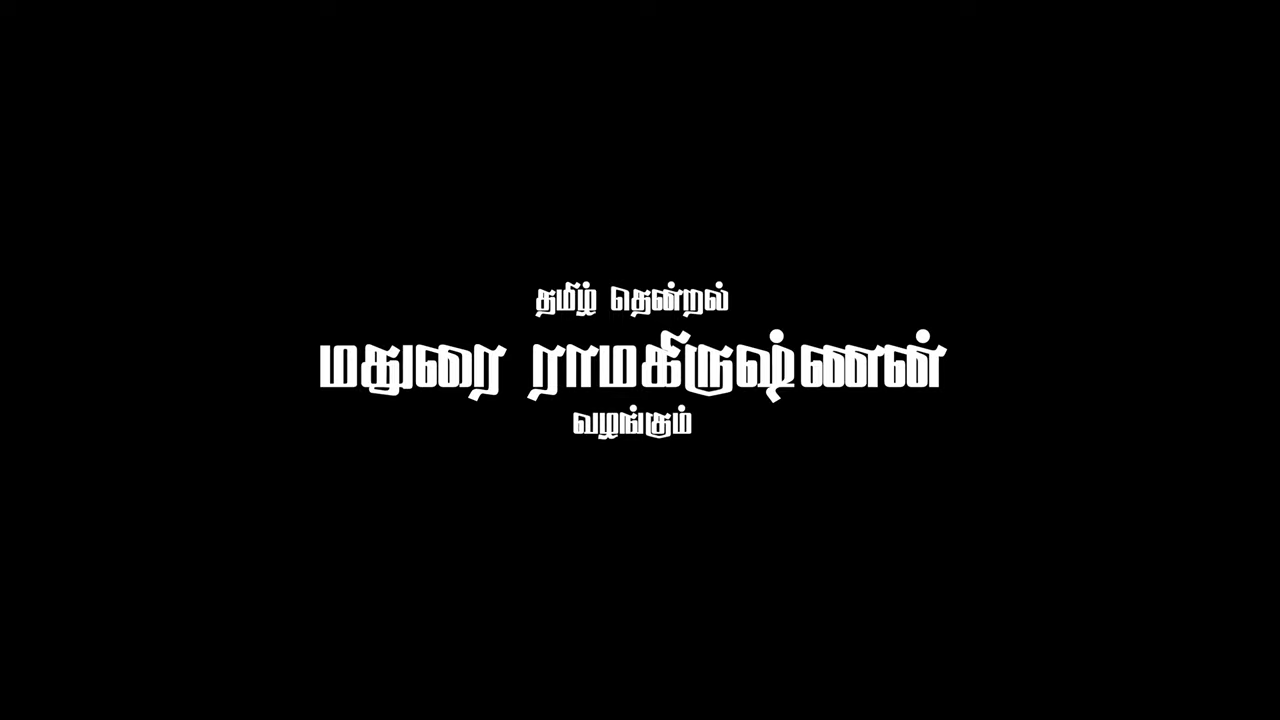 தமிழ் தென்றல்
மதுரை ராமகிருஷ்ணன்
வழங்கும்